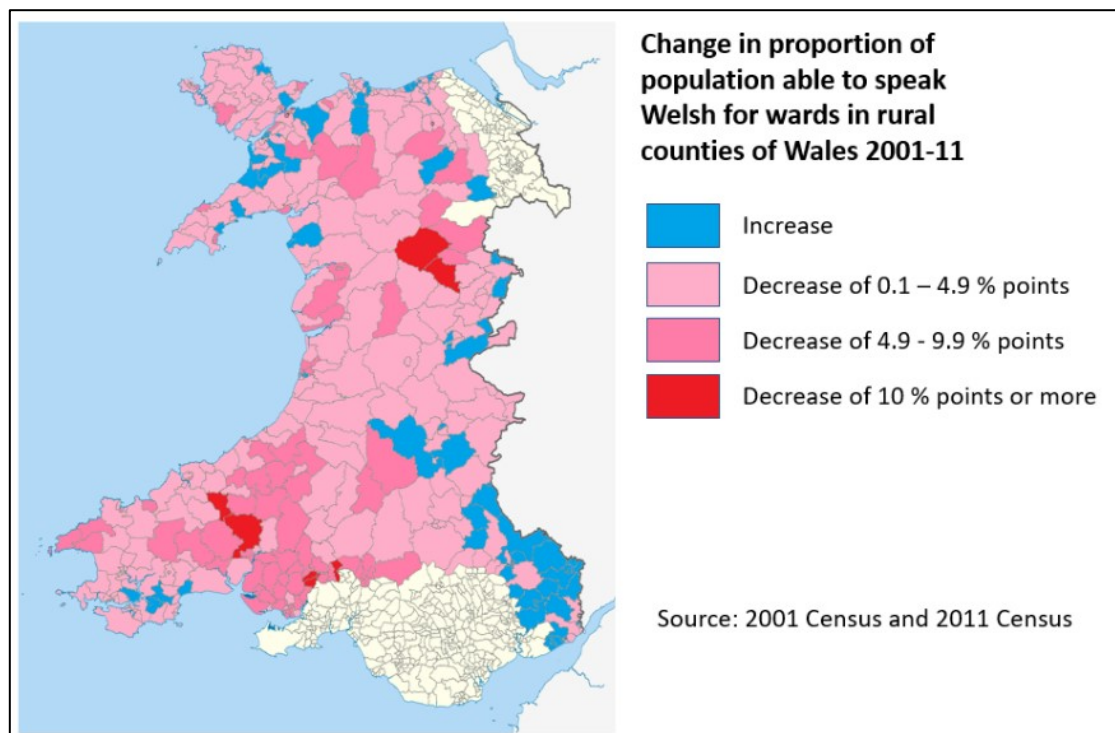 Change in proportion of
population able to speak
Welsh for wards in rural
counties of Wales 2001-11
Increase
Decrease of 0.1 – 4.9 % points
Decrease of 4.9 - 9.9 % points
Decrease of 10 % points or more
Source: 2001 Census and 2011 Census